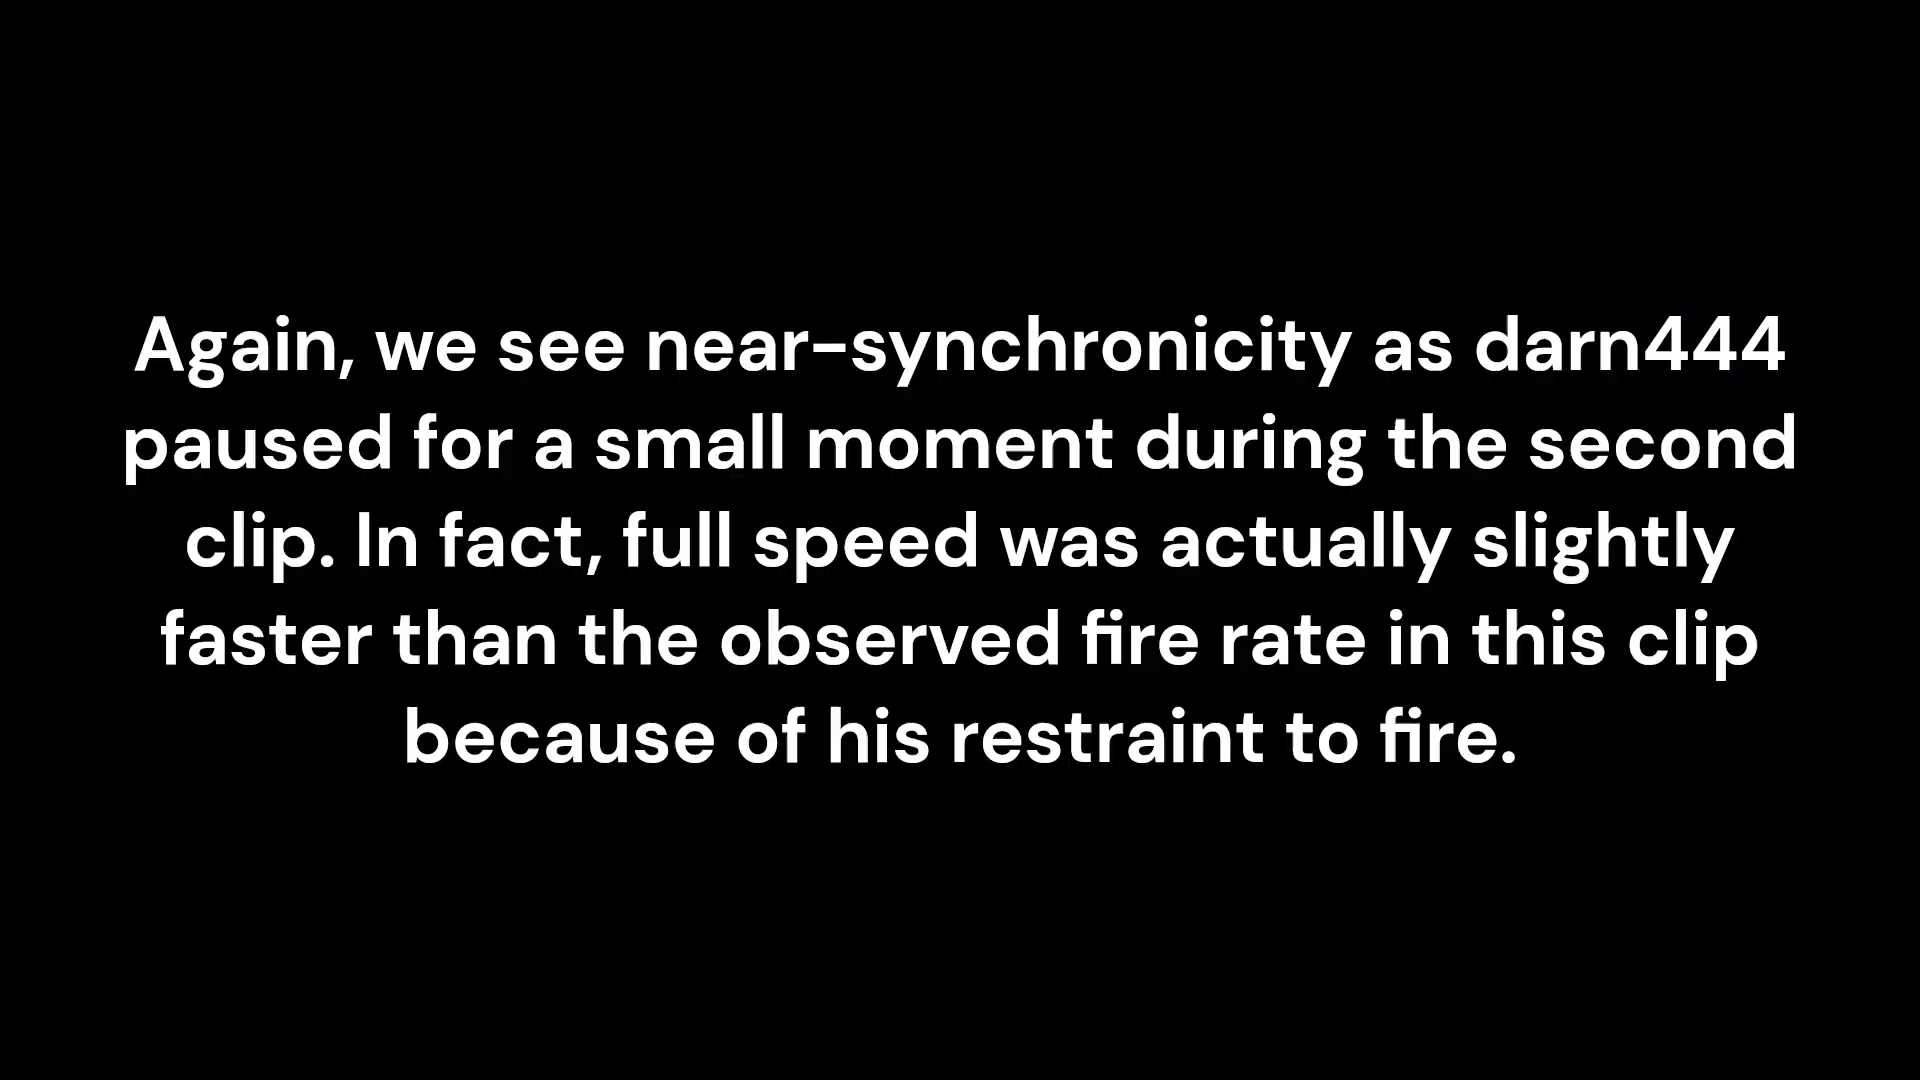 Again, we see near-synchronicity as darn444
paused for a small moment during the second
clip. In fact, full speed was actually slightly
faster than the observed fire rate in this clip
because of his restraint to fire.